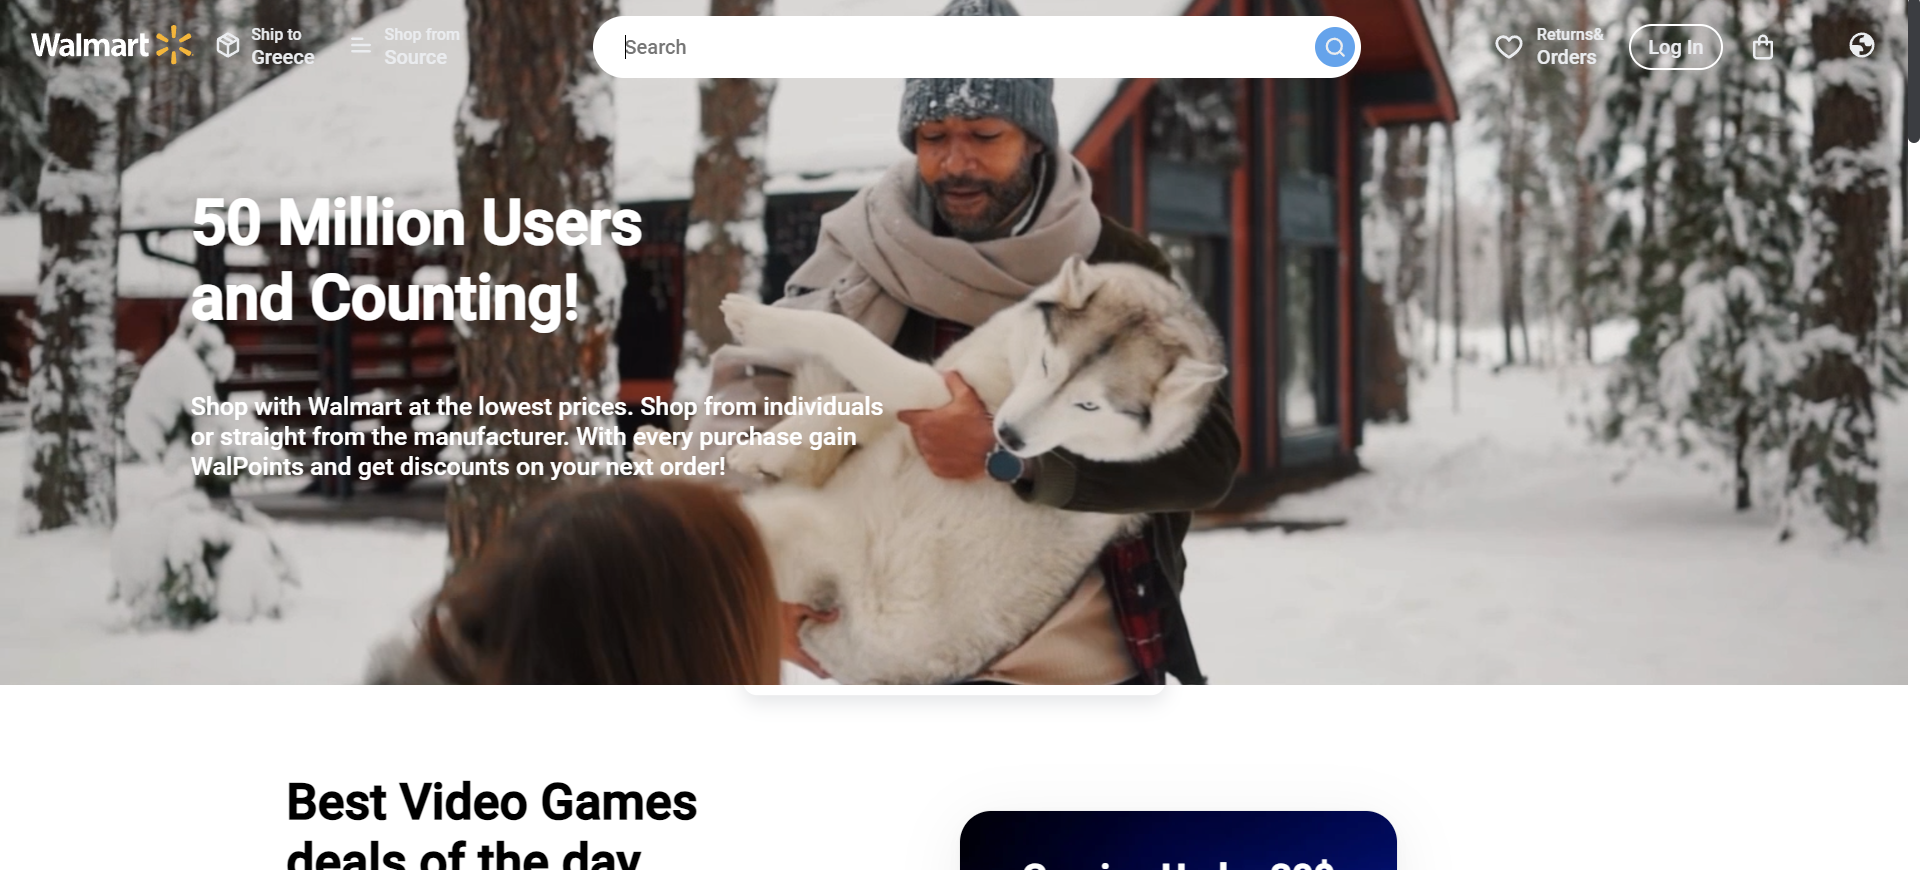 Walmart
Ship to
Greece
Shop from
Source
Search
Returns&
Orders
Log In
50 Million Users
and Counting!
Shop with Walmart at the lowest prices. Shop from individuals
or straight from the manufacturer. With every purchase gain
WalPoints and get discounts on your next order!
Best Video Games
deals of the day